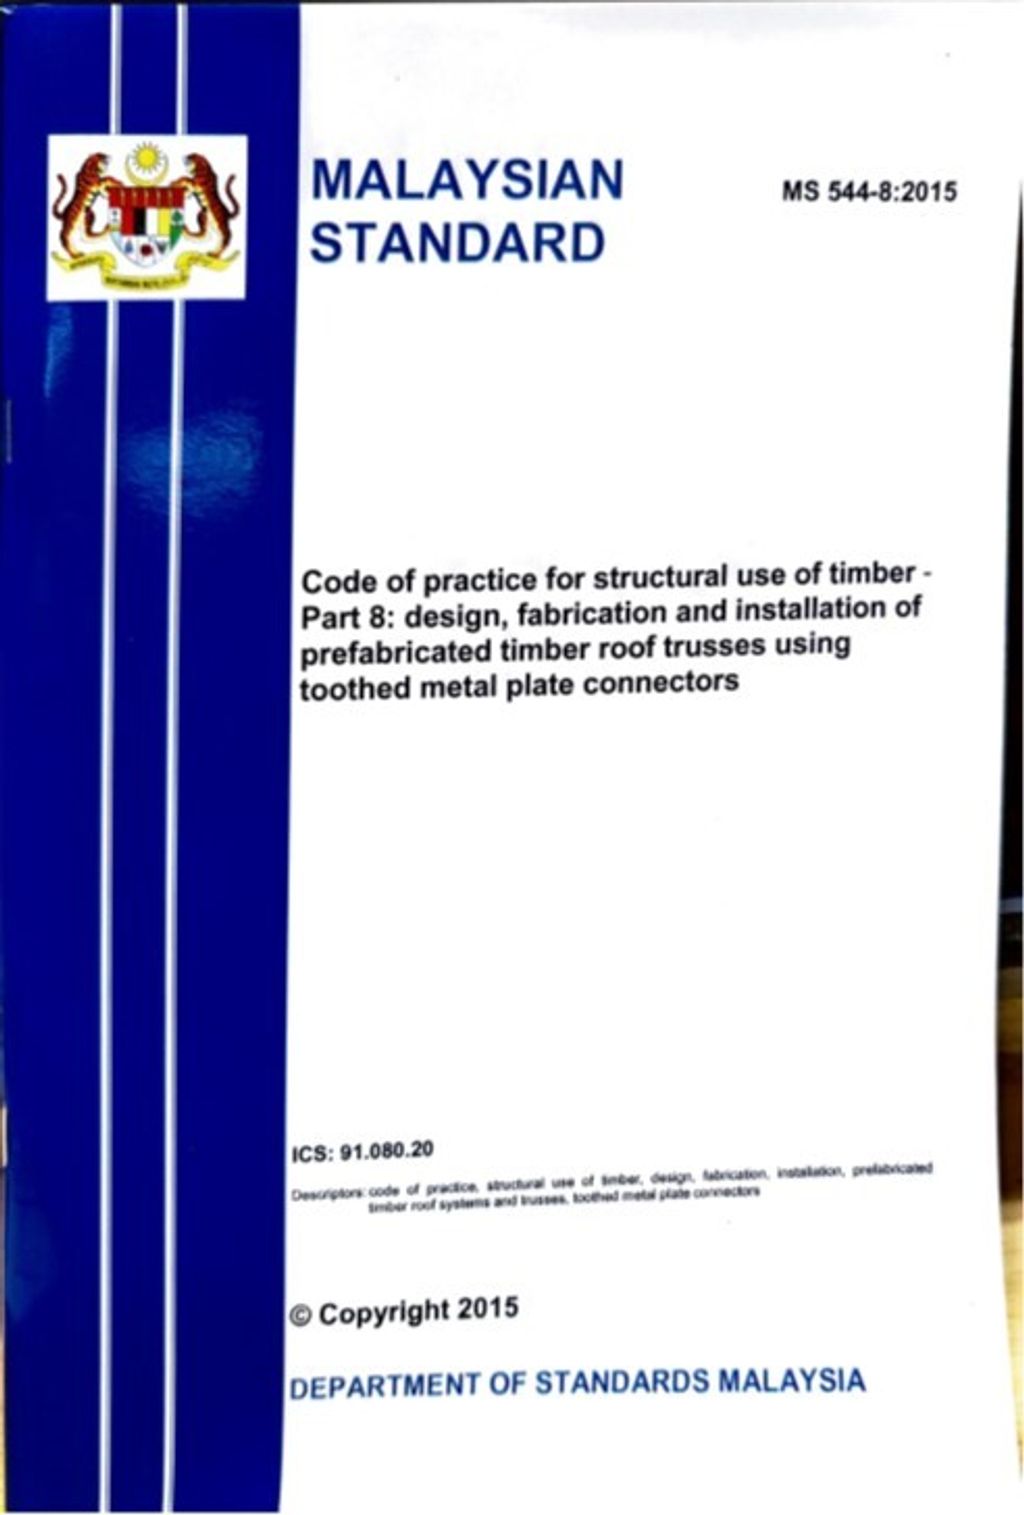 MALAYSIAN
STANDARD
MS 544-8:2015
Code of practice for structural use of timber -
Part 8: design, fabrication and installation of
prefabricated timber roof trusses using
toothed metal plate connectors
ICS: 91.080.20
Descriptors: code of practice, structural use of timber, design, fabrication, installation, prefabricated
timber roof systems and trusses, toothed metal plate connectors
© Copyright 2015
DEPARTMENT OF STANDARDS MALAYSIA